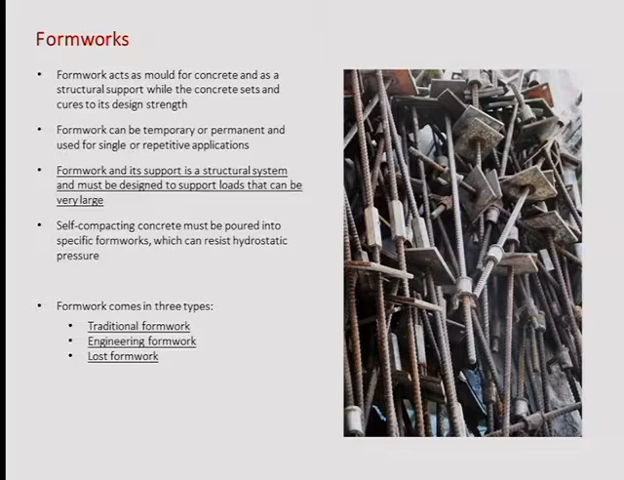 Formworks
• Formwork acts as mould for concrete and as a
structural support while the concrete sets and
cures to its design strength
• Formwork can be temporary or permanent and
used for single or repetitive applications
• Formwork and its support is a structural system
and must be designed to support loads that can be
very large
• Self-compacting concrete must be poured into
specific formworks, which can resist hydrostatic
pressure
• Formwork comes in three types:
• Traditional formwork
• Engineering formwork
• Lost formwork